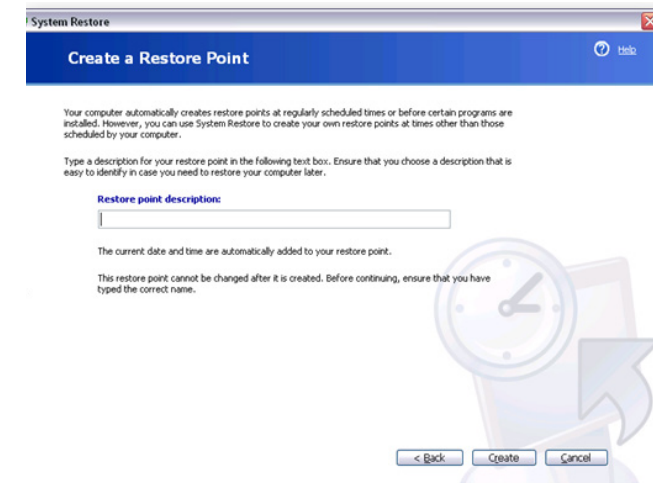 System Restore
Create a Restore Point
Help
Your computer automatically creates restore points at regularly scheduled times or before certain programs are
installed. However, you can use System Restore to create your own restore points at times other than those
scheduled by your computer.
Type a description for your restore point in the following text box. Ensure that you choose a description that is
easy to identify in case you need to restore your computer later.
Restore point description:
The current date and time are automatically added to your restore point.
This restore point cannot be changed after it is created. Before continuing, ensure that you have
typed the correct name.
< Back Create Cancel